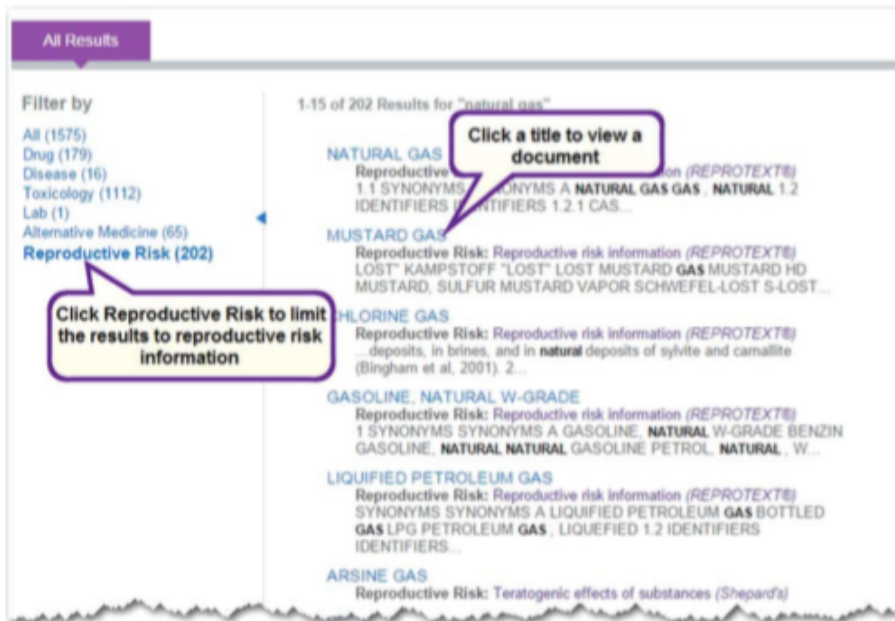 All Results
Filter by
All (1575)
Drug (179)
Disease (16)
Toxicology (1112)
Lab (1)
Alternative Medicine (65)
Reproductive Risk (202)
Click Reproductive Risk to limit
the results to reproductive risk
information
1-15 of 202 Results for "natural gas"
Click a title to view a
document
NATURAL GAS
Reproductive information (REPROTEXT®)
1.1 SYNONYMS ONYMS A NATURAL GAS GAS , NATURAL 1.2
IDENTIFIERS NTIFIERS 1.2.1 CAS...
MUSTARD GAS
Reproductive Risk: Reproductive risk information (REPROTEXT®)
LOST" KAMPSTOFF "LOST" LOST MUSTARD GAS MUSTARD HD
MUSTARD, SULFUR MUSTARD VAPOR SCHWEFEL-LOST S-LOST...
HLORINE GAS
Reproductive Risk: Reproductive risk information (REPROTEXT®)
...deposits, in brines, and in natural deposits of sylvite and carnallite
(Bingham et al, 2001). 2...
GASOLINE, NATURAL W-GRADE
Reproductive Risk: Reproductive risk information (REPROTEXT®)
1 SYNONYMS SYNONYMS A GASOLINE, NATURAL W-GRADE BENZIN
GASOLINE, NATURAL NATURAL GASOLINE PETROL, NATURAL , W...
LIQUIFIED PETROLEUM GAS
Reproductive Risk: Reproductive risk information (REPROTEXT®)
SYNONYMS SYNONYMS A LIQUIFIED PETROLEUM GAS BOTTLED
GAS LPG PETROLEUM GAS , LIQUEFIED 1.2 IDENTIFIERS
IDENTIFIERS...
ARSINE GAS
Reproductive Risk: Teratogenic effects of substances (Shepard's)